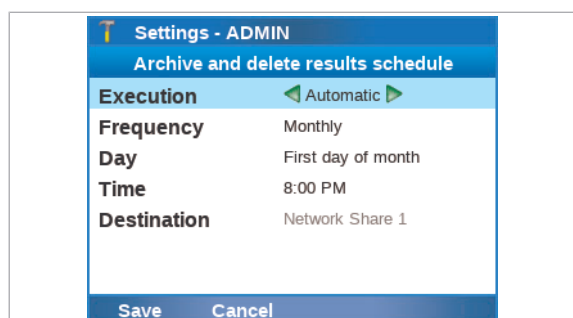 Settings - ADMIN
Archive and delete results schedule
Execution Automatic
Frequency Monthly
Day First day of month
Time 8:00 PM
Destination Network Share 1
Save Cancel